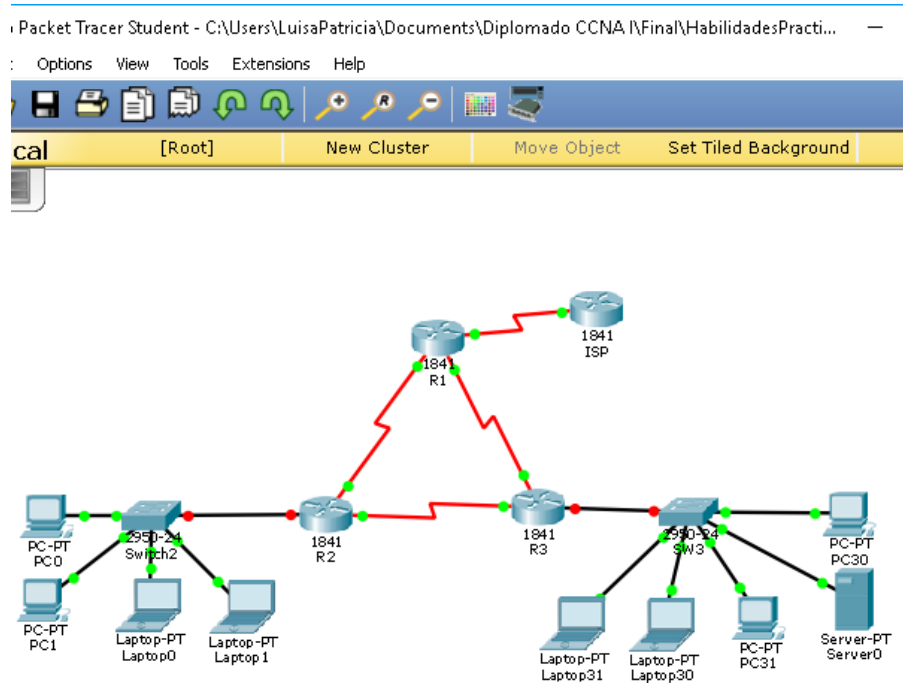 Packet Tracer Student - C:\Users\LuisaPatricia\Documents\Diplomado CCNA I\Final\HabilidadesPracti...
Options View Tools Extensions Help
cal [Root] New Cluster Move Object Set Tiled Background
1841
ISP
1841
R1
2950-24
Switch2
1841
R2
1841
R3
2950-24
SW3
PC-PT
PC0
PC-PT
PC30
PC-PT
PC1
Laptop-PT
Laptop0
Laptop-PT
Laptop1
Laptop-PT
Laptop31
Laptop-PT
Laptop30
PC-PT
PC31
Server-PT
Server0